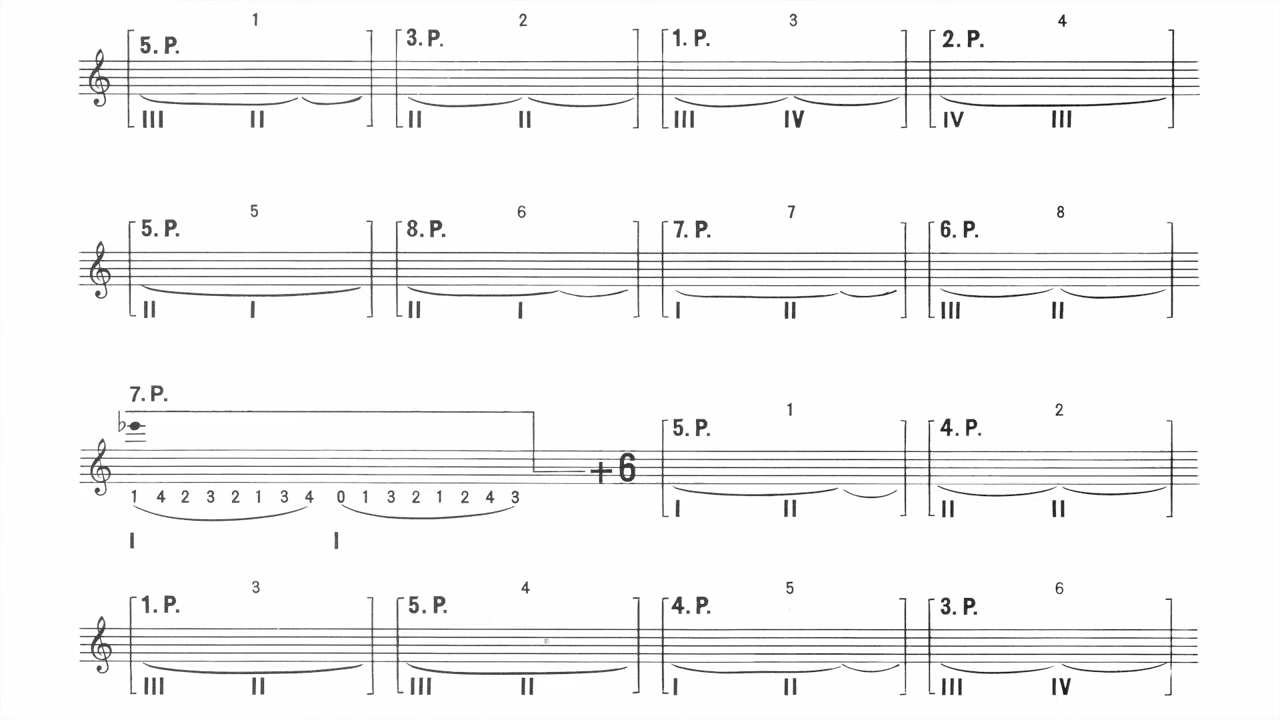 1 2 3 4
5. P. 3. P. 1. P. 2. P.
III II II II III IV IV III
5 6 7 8
5. P. 8. P. 7. P. 6. P.
II I II I I II III II
7. P.
1 2
5. P. 4. P.
+6
1 4 2 3 2 1 3 4 0 1 3 2 1 2 4 3
I II II II
I I
3 4 5 6
1. P. 5. P. 4. P. 3. P.
III II III II I II III IV